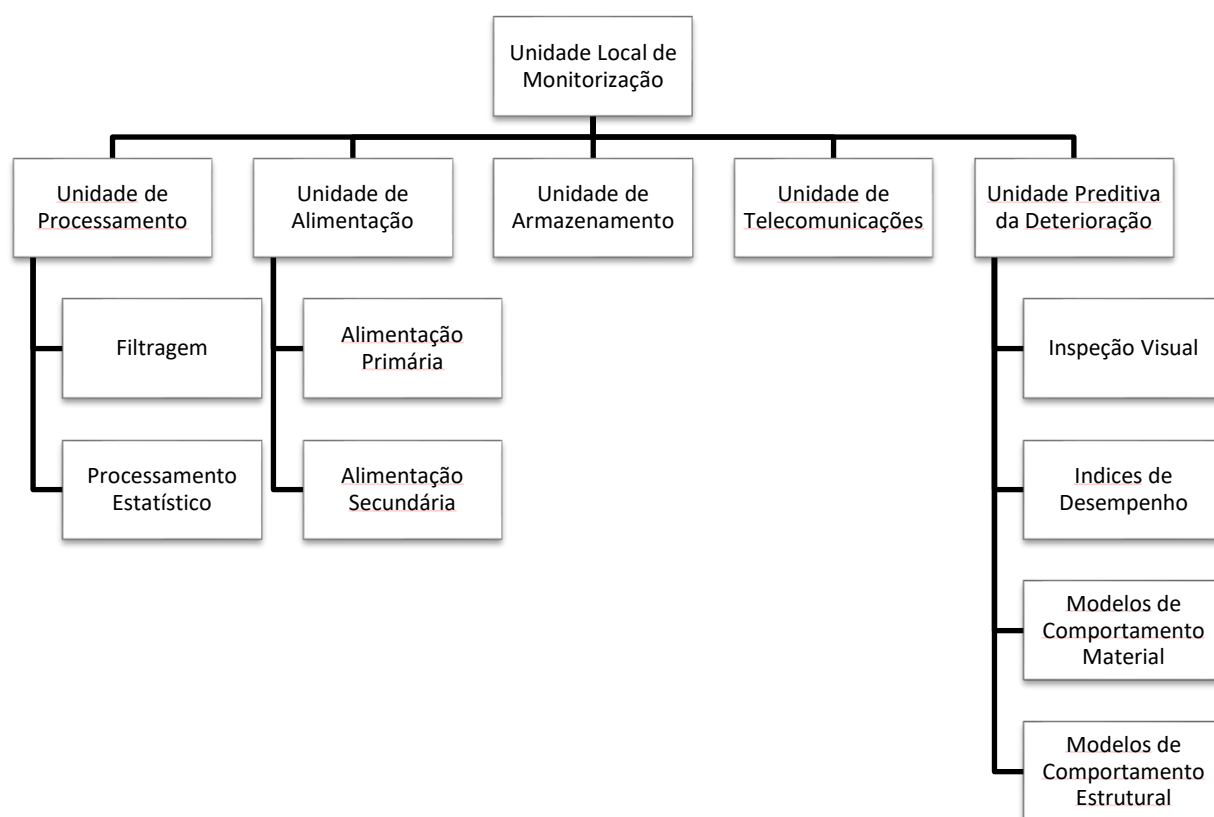 Unidade Local de
Monitorização
Unidade de
Processamento
Unidade de
Alimentação
Unidade de
Armazenamento
Unidade de
Telecomunicações
Unidade Preditiva
da Deterioração
Filtragem
Processamento
Estatístico
Alimentação
Primária
Alimentação
Secundária
Inspeção Visual
Indices de
Desempenho
Modelos de
Comportamento
Material
Modelos de
Comportamento
Estrutural